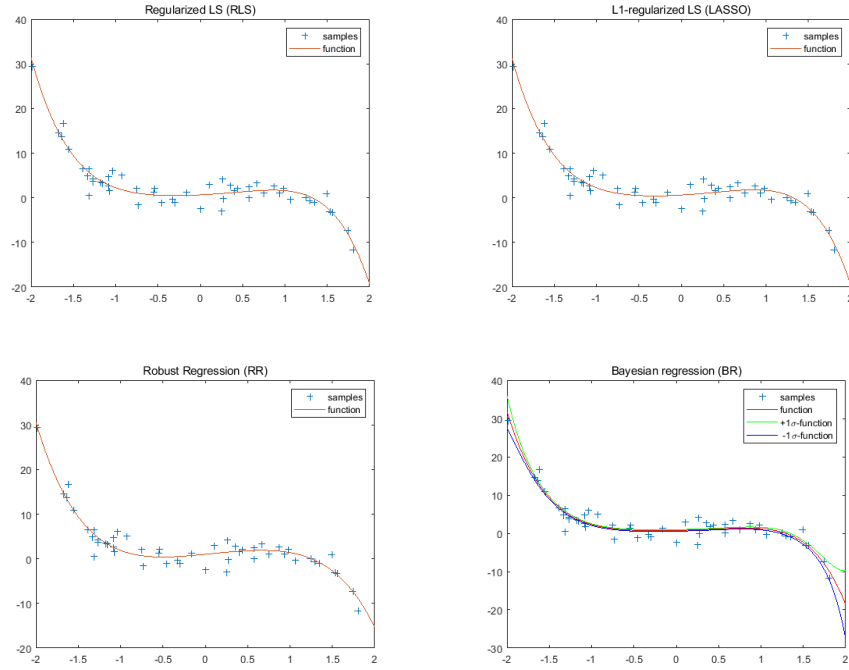 Regularized LS (RLS)
40
30
20
10
0
-10
-20
-2 -1.5 -1 -0.5 0 0.5 1 1.5 2
samples
function
L1-regularized LS (LASSO)
40
30
20
10
0
-10
-20
-2 -1.5 -1 -0.5 0 0.5 1 1.5 2
samples
function
Robust Regression (RR)
40
30
20
10
0
-10
-20
-2 -1.5 -1 -0.5 0 0.5 1 1.5 2
samples
function
Bayesian regression (BR)
40
30
20
10
0
-10
-20
-30
-2 -1.5 -1 -0.5 0 0.5 1 1.5 2
samples
function
+1σ-function
-1σ-function